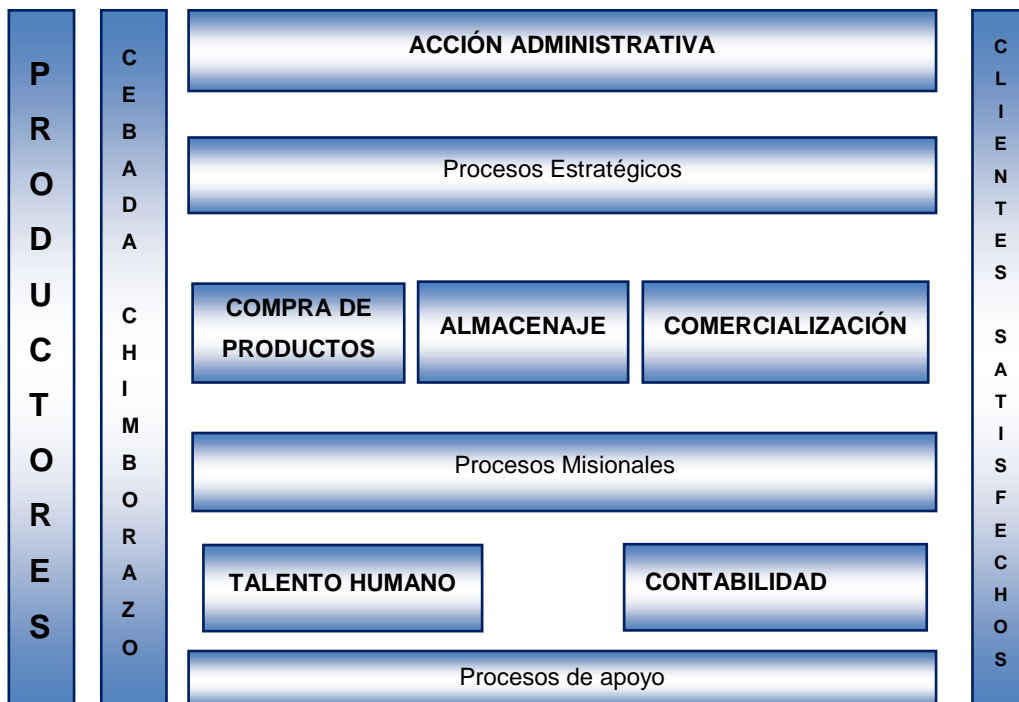 PRODUCTORES
CEBADA CHIMBORAZO
ACCIÓN ADMINISTRATIVA
Procesos Estratégicos
COMPRA DE
PRODUCTOS
ALMACENAJE
COMERCIALIZACIÓN
Procesos Misionales
TALENTO HUMANO
CONTABILIDAD
Procesos de apoyo
CLIENTES SATISFECHOS